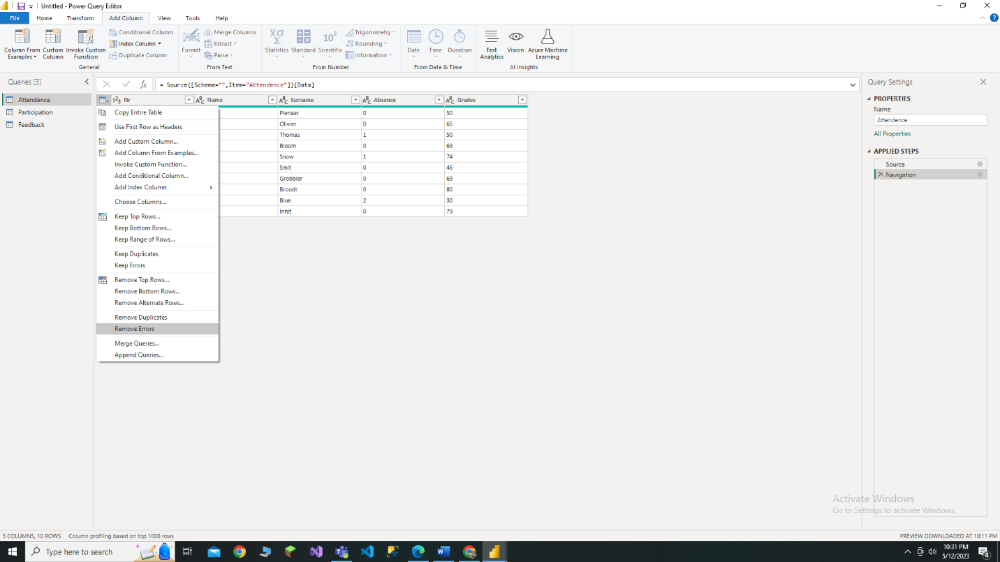 Untitled - Power Query Editor
File Home Transform Add Column View Tools Help
Column From Examples Custom Column Invoke Custom Function
Conditional Column
Index Column
Duplicate Column
General
Format
Merge Columns
Extract
Parse
From Text
Statistics Standard Scientific
Trigonometry
Rounding
Information
From Number
Date Time Duration
From Date & Time
Text Analytics Vision Azure Machine Learning
AI Insights
Queries [3]
Attendence
Participation
Feedback
= Source{[Schema="",Item="Attendence"]}[Data]
Nr Name Surname Absence Grades
Pienaar 0 50
Olivier 0 65
Thomas 1 50
Bloom 0 69
Snow 1 74
Smit 0 46
Grobbler 0 69
Broodt 0 80
Blue 2 30
Innit 0 79
Copy Entire Table
Use First Row as Headers
Add Custom Column...
Add Column From Examples...
Invoke Custom Function...
Add Conditional Column...
Add Index Column
Choose Columns...
Keep Top Rows...
Keep Bottom Rows...
Keep Range of Rows...
Keep Duplicates
Keep Errors
Remove Top Rows...
Remove Bottom Rows...
Remove Alternate Rows...
Remove Duplicates
Remove Errors
Merge Queries...
Append Queries...
Query Settings
PROPERTIES
Name
Attendence
All Properties
APPLIED STEPS
Source
Navigation
Activate Windows
Go to Settings to activate Windows.
5 COLUMNS, 10 ROWS Column profiling based on top 1000 rows
PREVIEW DOWNLOADED AT 10:11 PM
Type here to search
10:31 PM
5/12/2023
4